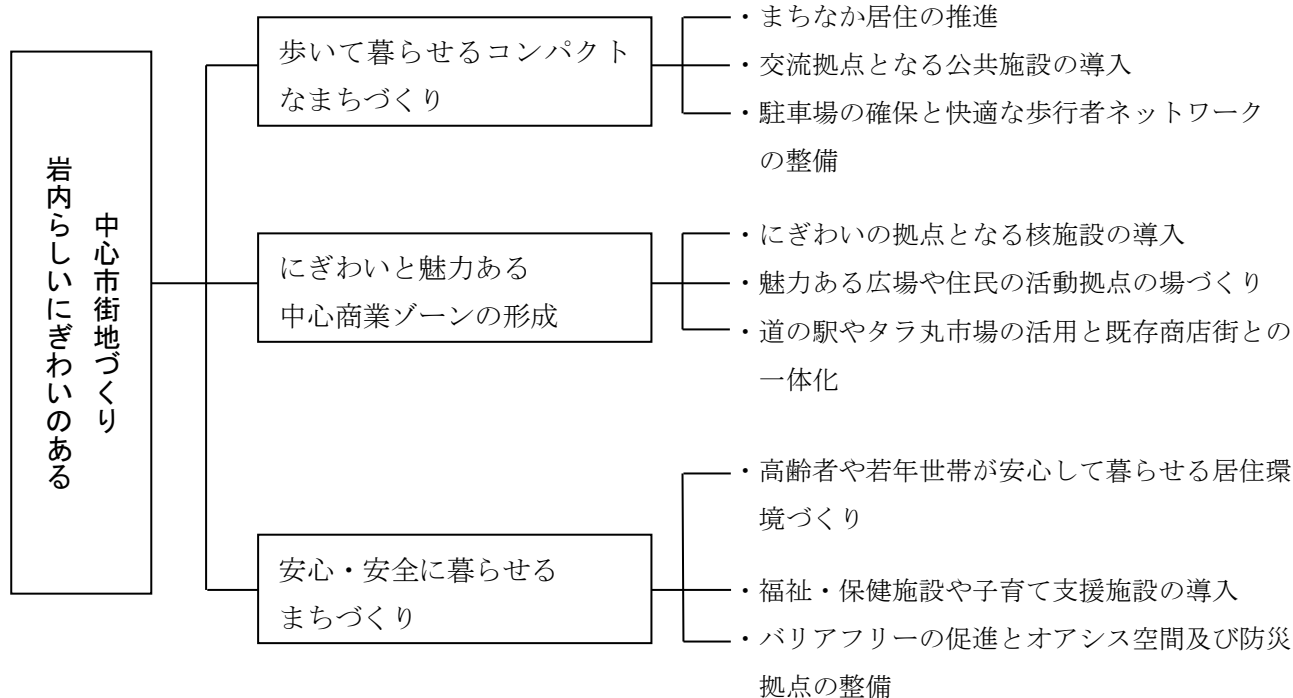 岩内らしいにぎわいのある
中心市街地づくり
歩いて暮らせるコンパクト
なまちづくり
・まちなか居住の推進
・交流拠点となる公共施設の導入
・駐車場の確保と快適な歩行者ネットワーク
の整備
にぎわいと魅力ある
中心商業ゾーンの形成
・にぎわいの拠点となる核施設の導入
・魅力ある広場や住民の活動拠点の場づくり
・道の駅やタラ丸市場の活用と既存商店街との
一体化
安心・安全に暮らせる
まちづくり
・高齢者や若年世帯が安心して暮らせる居住環
境づくり
・福祉・保健施設や子育て支援施設の導入
・バリアフリーの促進とオアシス空間及び防災
拠点の整備